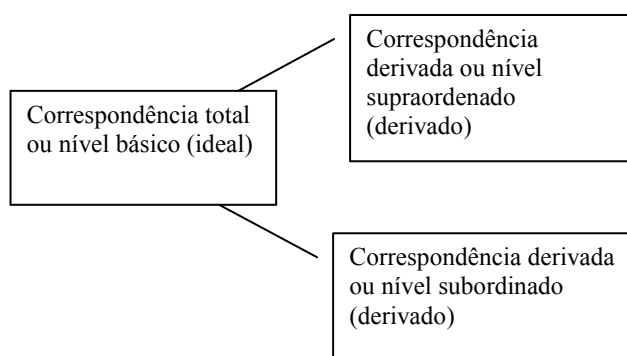 Correspondência total
ou nível básico (ideal)
Correspondência
derivada ou nível
supraordenado
(derivado)
Correspondência derivada
ou nível subordinado
(derivado)